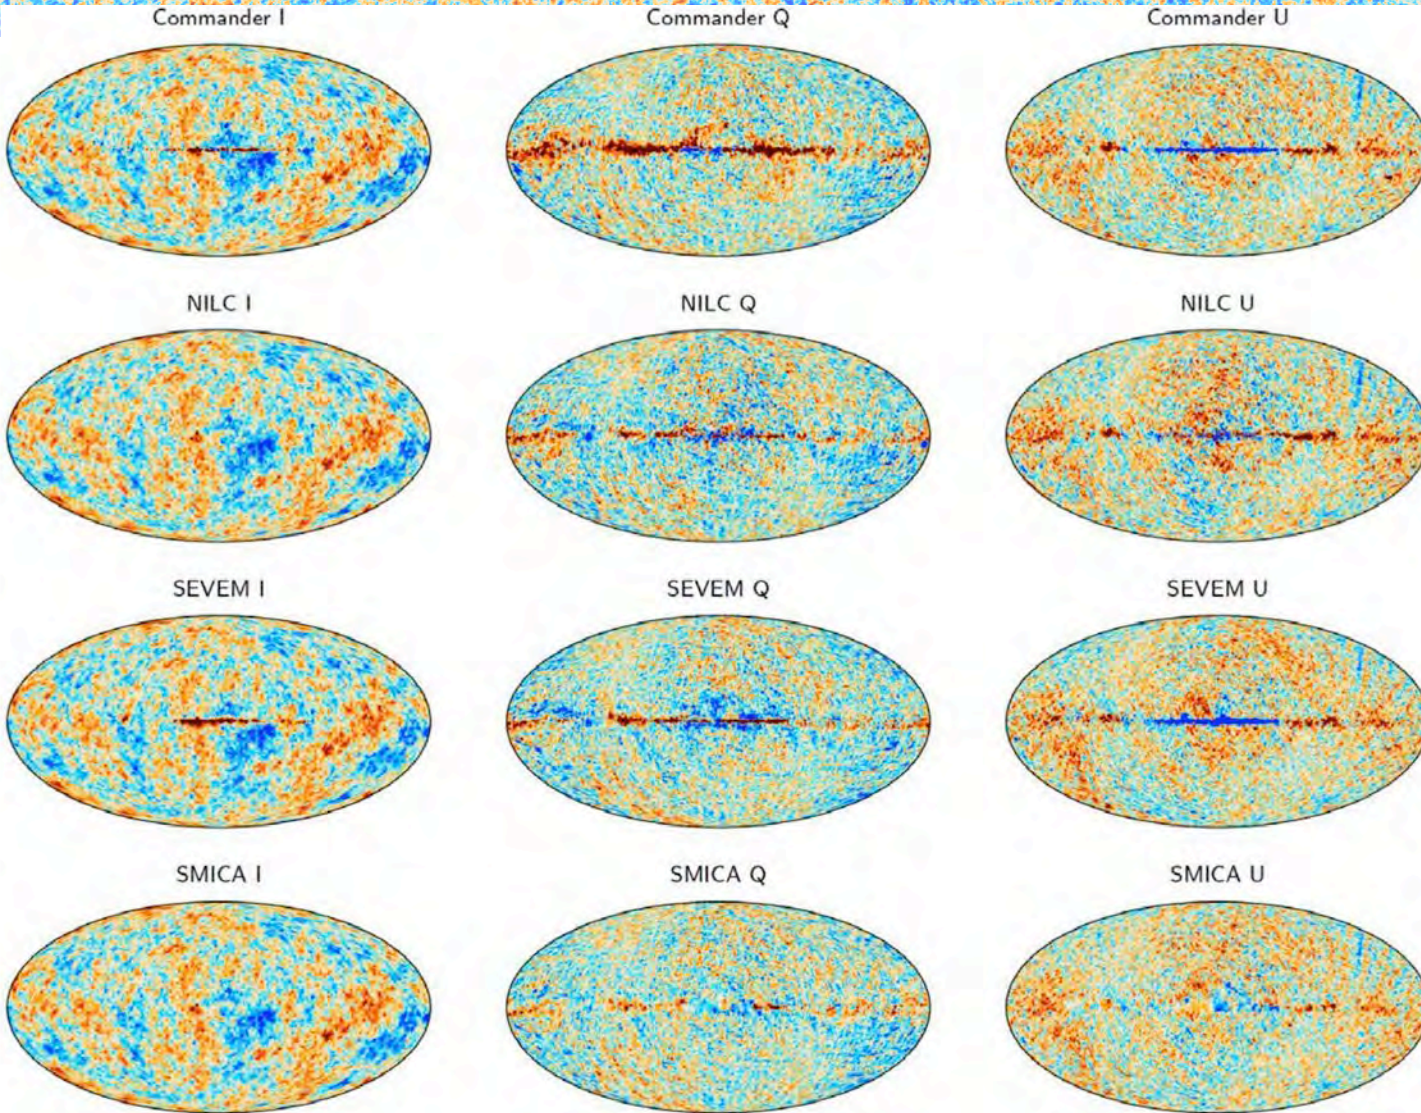 Commander I Commander Q Commander U
NILC I NILC Q NILC U
SEVEM I SEVEM Q SEVEM U
SMICA I SMICA Q SMICA U